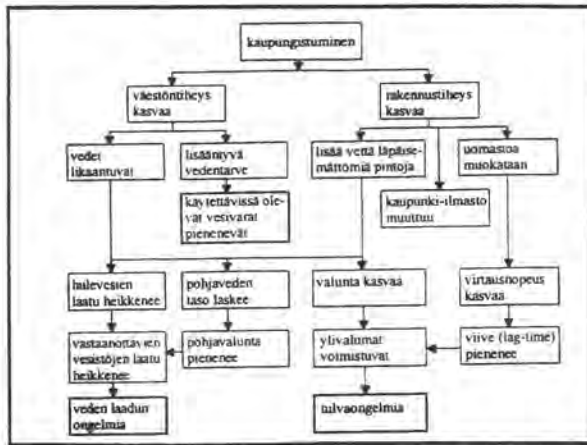 kaupungistuminen
väestöntiheys
kasvaa
rakennustiheys
kasvaa
vedet
likaantuvat
lisääntyvä
vedentarve
lisää vettä läpäise-
mättömiä pintoja
uomastoa
muokataan
käytettävissä ole-
vat vesivarat
pienenevät
kaupunki-ilmasto
muuttuu
hulevesien
laatu heikkenee
pohjaveden
taso laskee
valunta kasvaa
virtausnopeus
kasvaa
vastaanottavien
vesistöjen laatu
heikkenee
pohjavalunta
pienenee
ylivalumat
voimistuvat
viive (lag-time)
pienenee
veden laadun
ongelmia
tulvaongelmia